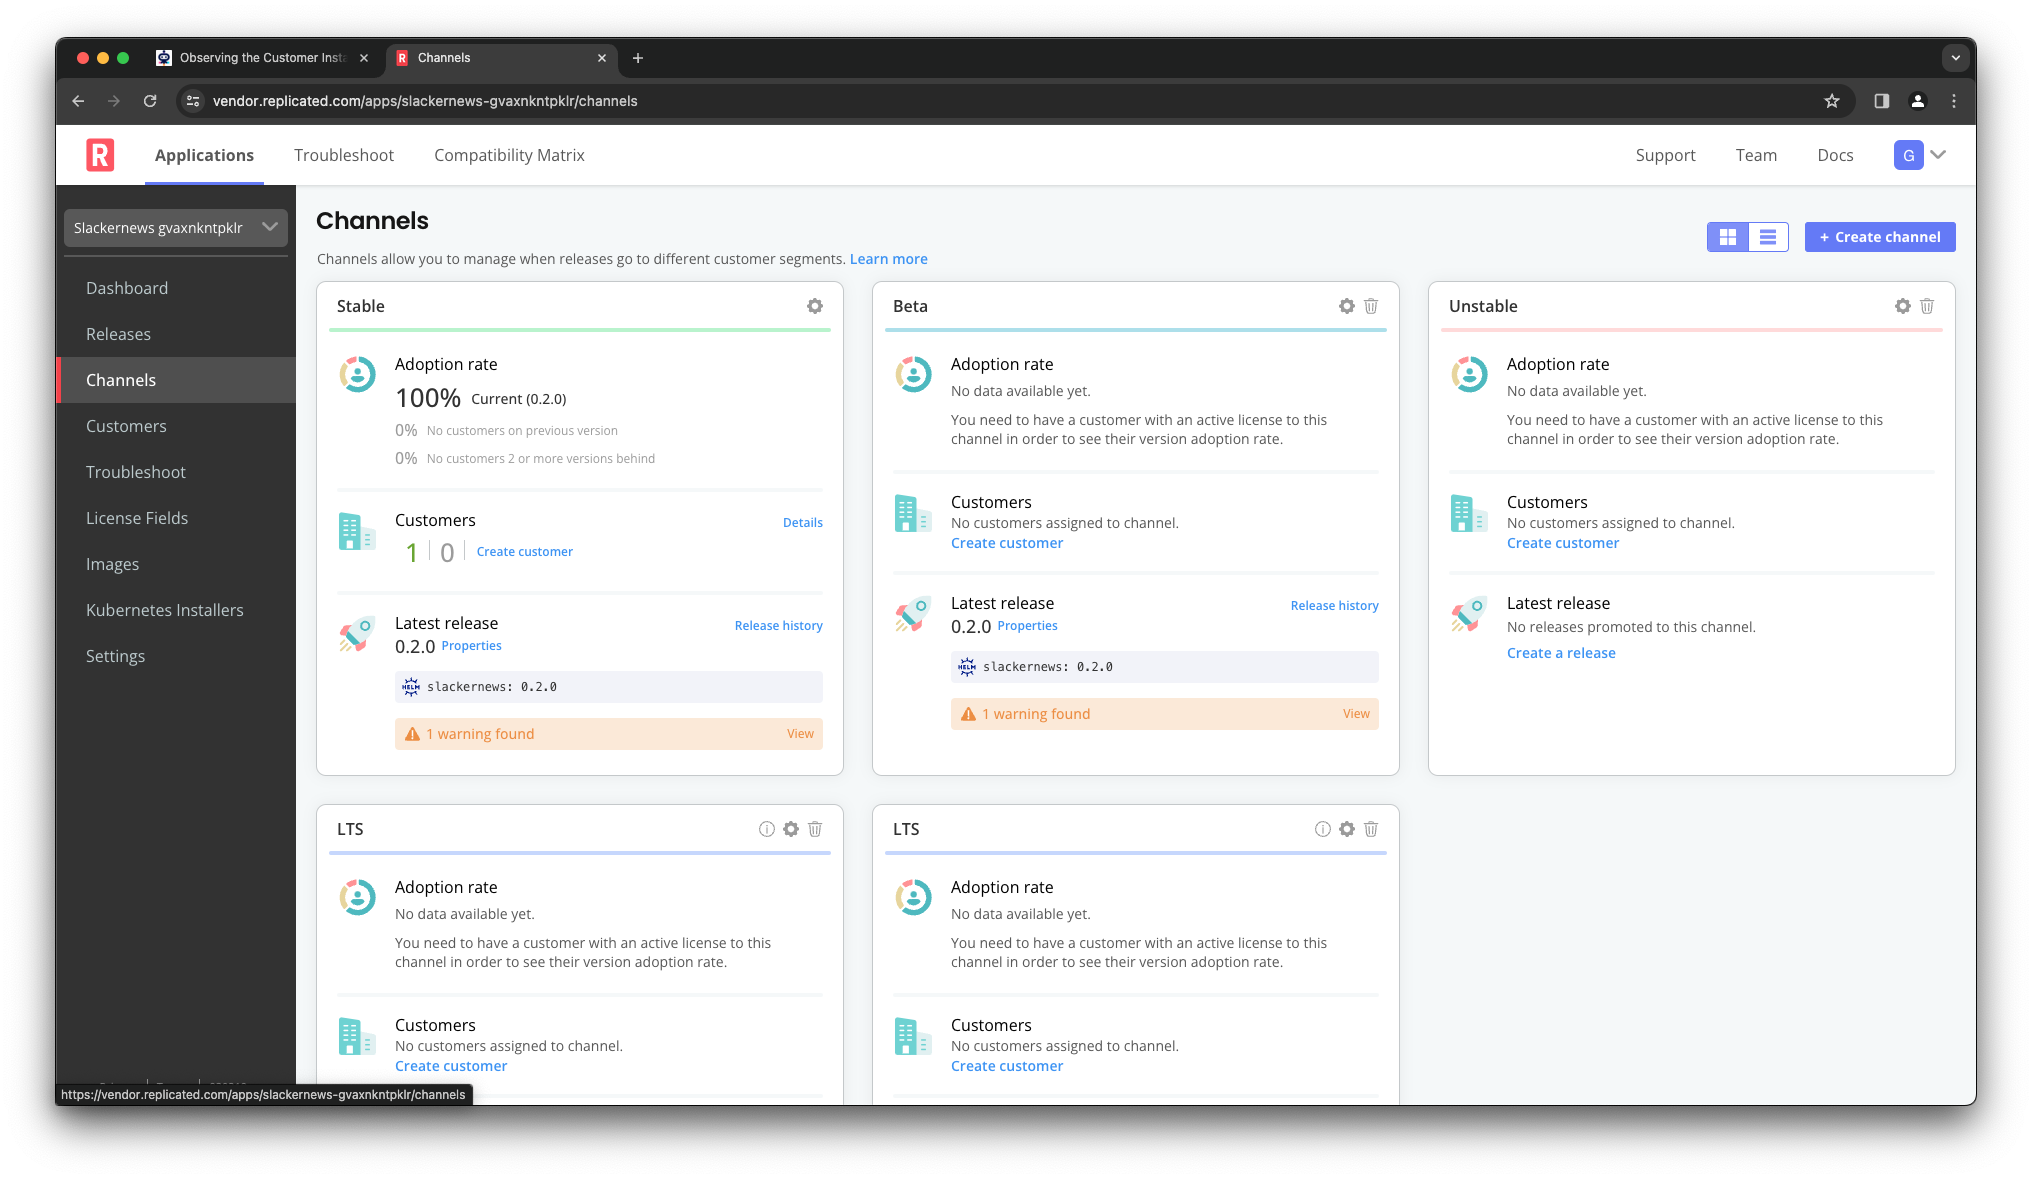 Observing the Customer Insta
R Channels
vendor.replicated.com/apps/slackernews-gvaxnkntpklr/channels
R
Applications
Troubleshoot
Compatibility Matrix
Support
Team
Docs
G
Slackernews gvaxnkntpklr
Dashboard
Releases
Channels
Customers
Troubleshoot
License Fields
Images
Kubernetes Installers
Settings
Channels
Channels allow you to manage when releases go to different customer segments. Learn more
+ Create channel
Stable
Adoption rate
100% Current (0.2.0)
0% No customers on previous version
0% No customers 2 or more versions behind
Customers
Details
1 0 Create customer
Latest release
Release history
0.2.0 Properties
HELM slackernews: 0.2.0
1 warning found
View
Beta
Adoption rate
No data available yet.
You need to have a customer with an active license to this
channel in order to see their version adoption rate.
Customers
No customers assigned to channel.
Create customer
Latest release
Release history
0.2.0 Properties
HELM slackernews: 0.2.0
1 warning found
View
Unstable
Adoption rate
No data available yet.
You need to have a customer with an active license to this
channel in order to see their version adoption rate.
Customers
No customers assigned to channel.
Create customer
Latest release
No releases promoted to this channel.
Create a release
LTS
Adoption rate
No data available yet.
You need to have a customer with an active license to this
channel in order to see their version adoption rate.
Customers
No customers assigned to channel.
Create customer
LTS
Adoption rate
No data available yet.
You need to have a customer with an active license to this
channel in order to see their version adoption rate.
Customers
No customers assigned to channel.
Create customer
https://vendor.replicated.com/apps/slackernews-gvaxnkntpklr/channels